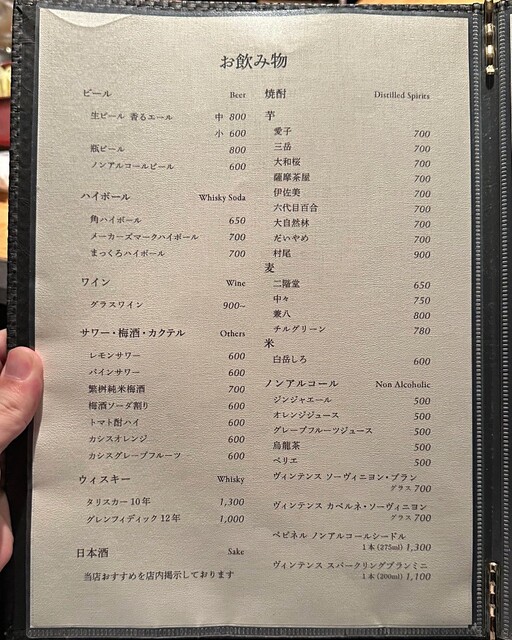 お飲み物
ビール Beer
生ビール 香るエール 中 800
小 600
瓶ビール 800
ノンアルコールビール 600
ハイボール Whisky Soda
角ハイボール 650
メーカーズマークハイボール 700
まっくろハイボール 700
ワイン Wine
グラスワイン 900~
サワー・梅酒・カクテル Others
レモンサワー 600
パインサワー 600
繁桝純米梅酒 700
梅酒ソーダ割り 600
トマト酎ハイ 600
カシスオレンジ 600
カシスグレープフルーツ 600
ウィスキー Whisky
タリスカー 10年 1,300
グレンフィディック 12年 1,000
日本酒 Sake
当店おすすめを店内掲示しております
焼酎 Distilled Spirits
芋
愛子 700
三岳 700
大和桜 700
薩摩茶屋 700
伊佐美 700
六代目百合 700
大自然林 700
だいやめ 700
村尾 900
麦
二階堂 650
中々 750
兼八 800
チルグリーン 780
米
白岳しろ 600
ノンアルコール Non Alcoholic
ジンジャエール 500
オレンジジュース 500
グレープフルーツジュース 500
烏龍茶 500
ペリエ 500
ヴィンテンス ソーヴィニヨン・ブラン
グラス 700
ヴィンテンス カベルネ・ソーヴィニヨン
グラス 700
ペピネル ノンアルコールシードル
1本 (275ml) 1,300
ヴィンテンス スパークリングブランミニ
1本 (200ml) 1,100